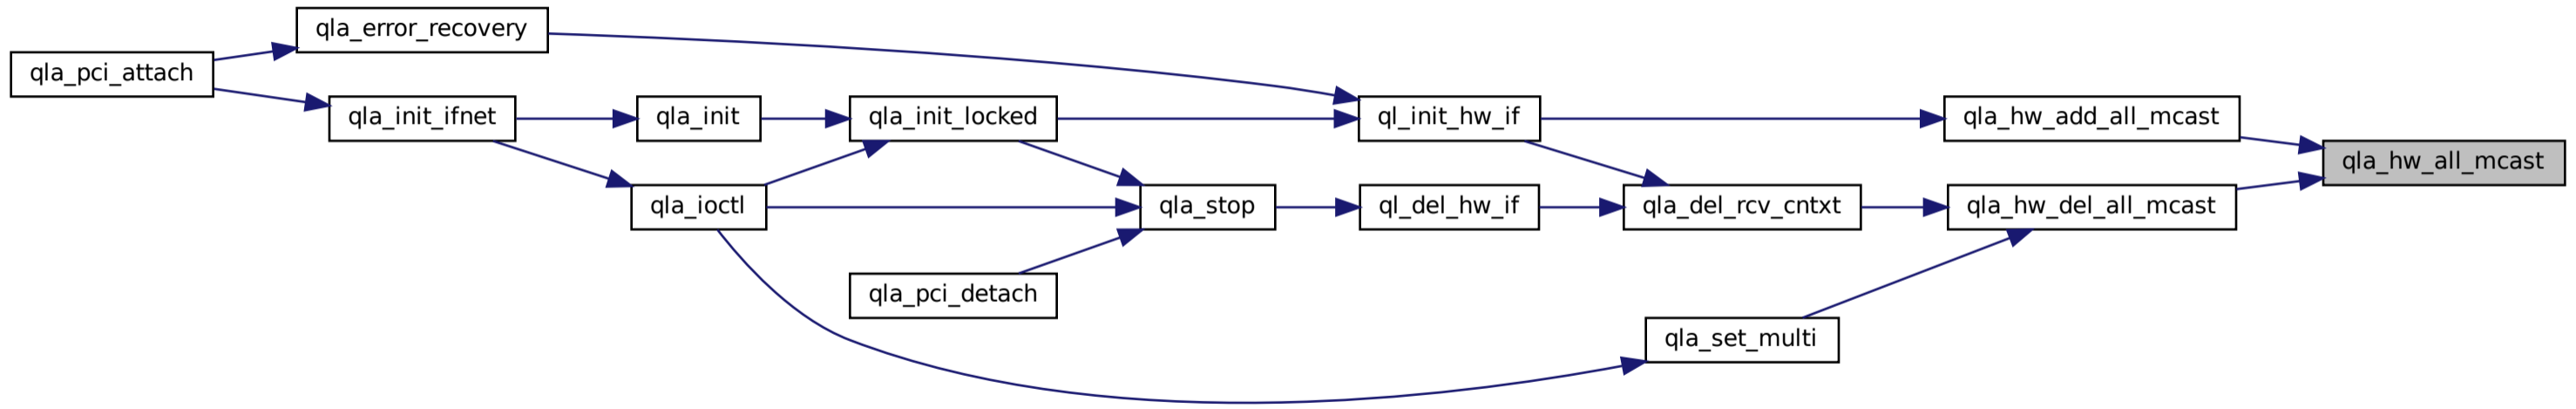 qla_error_recovery
qla_pci_attach
qla_init_ifnet
qla_init
qla_init_locked
ql_init_hw_if
qla_hw_add_all_mcast
qla_hw_all_mcast
qla_ioctl
qla_stop
ql_del_hw_if
qla_del_rcv_cntxt
qla_hw_del_all_mcast
qla_pci_detach
qla_set_multi